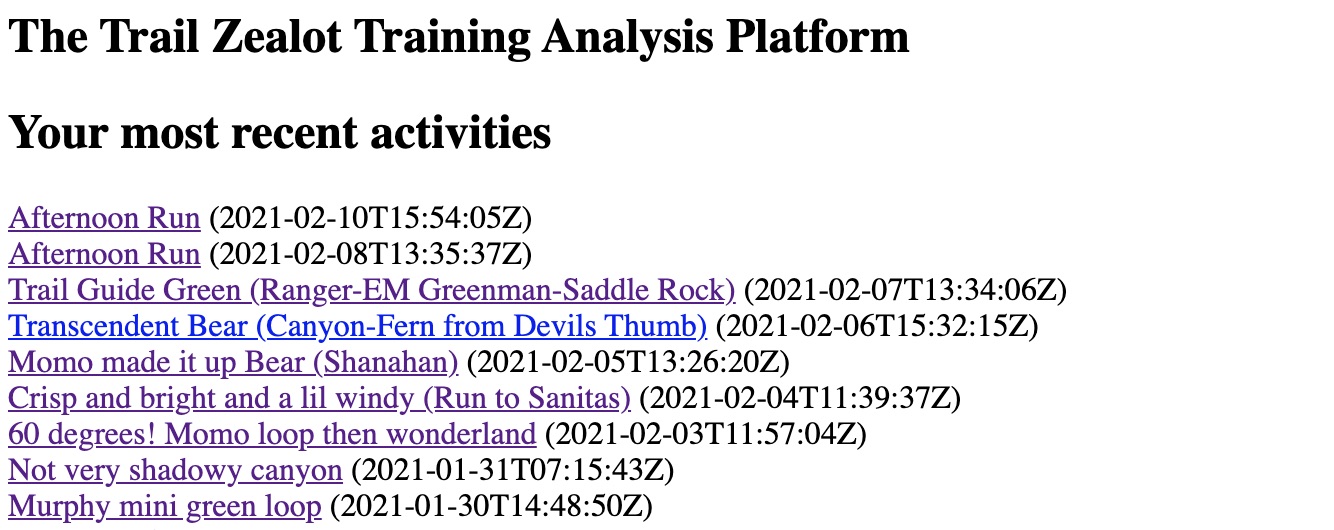 The Trail Zealot Training Analysis Platform
Your most recent activities
Afternoon Run (2021-02-10T15:54:05Z)
Afternoon Run (2021-02-08T13:35:37Z)
Trail Guide Green (Ranger-EM Greenman-Saddle Rock) (2021-02-07T13:34:06Z)
Transcendent Bear (Canyon-Fern from Devils Thumb) (2021-02-06T15:32:15Z)
Momo made it up Bear (Shanahan) (2021-02-05T13:26:20Z)
Crisp and bright and a lil windy (Run to Sanitas) (2021-02-04T11:39:37Z)
60 degrees! Momo loop then wonderland (2021-02-03T11:57:04Z)
Not very shadowy canyon (2021-01-31T07:15:43Z)
Murphy mini green loop (2021-01-30T14:48:50Z)